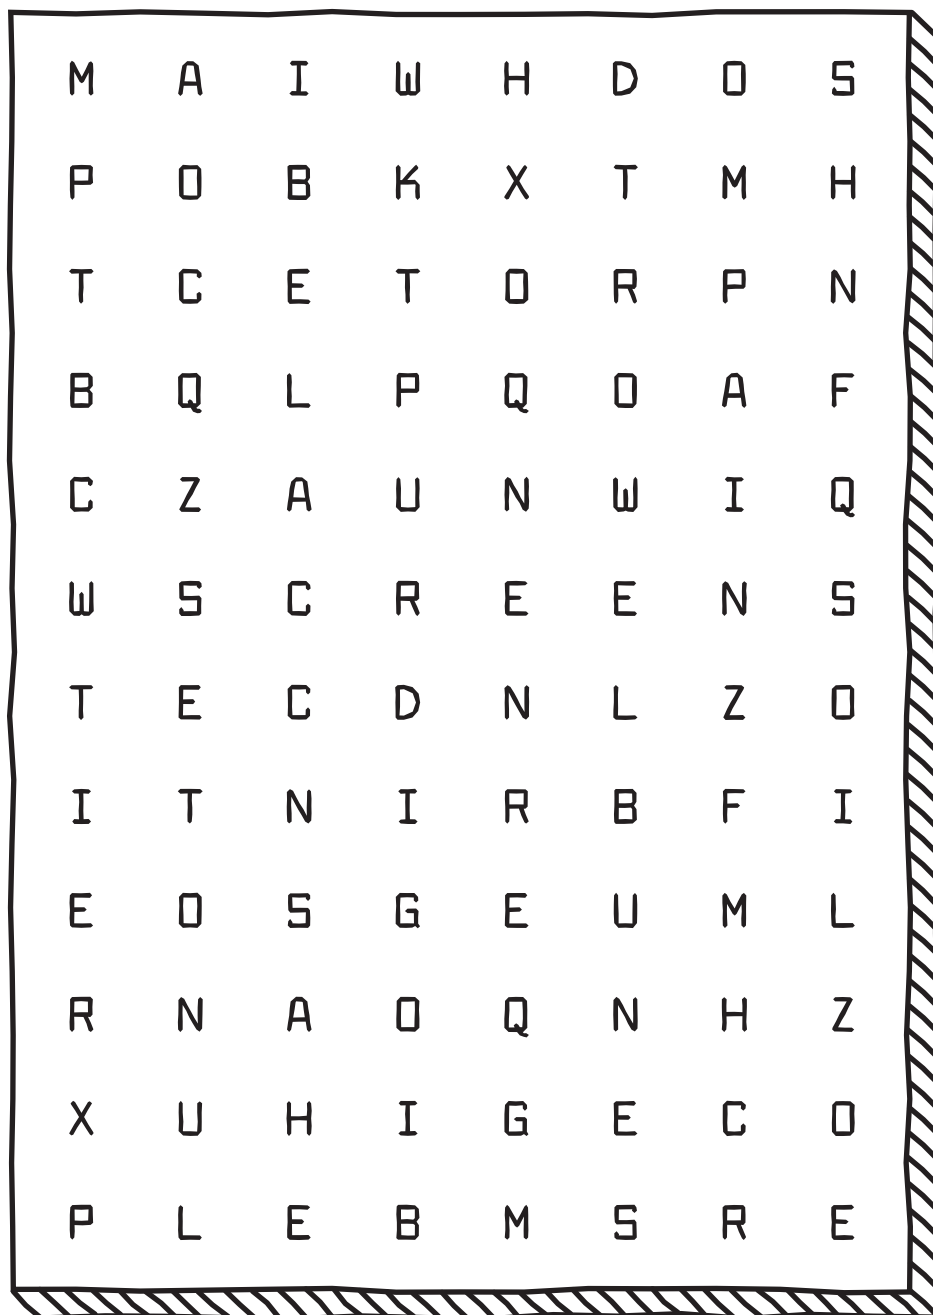 M A I W H D O S
P O B K X T M H
T C E T O R P N
B Q L P Q O A F
C Z A U N W I Q
W S C R E E N S
T E C D N L Z O
I T N I R B F I
E O S G E U M L
R N A O Q N H Z
X U H I G E C O
P L E B M S R E